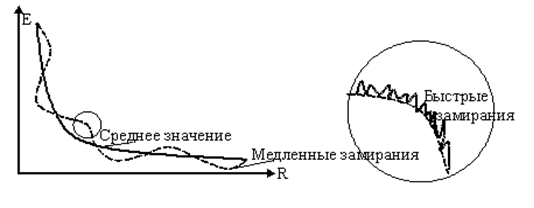 E
Быстрые
замирания
Среднее значение
Медленные замирания
R